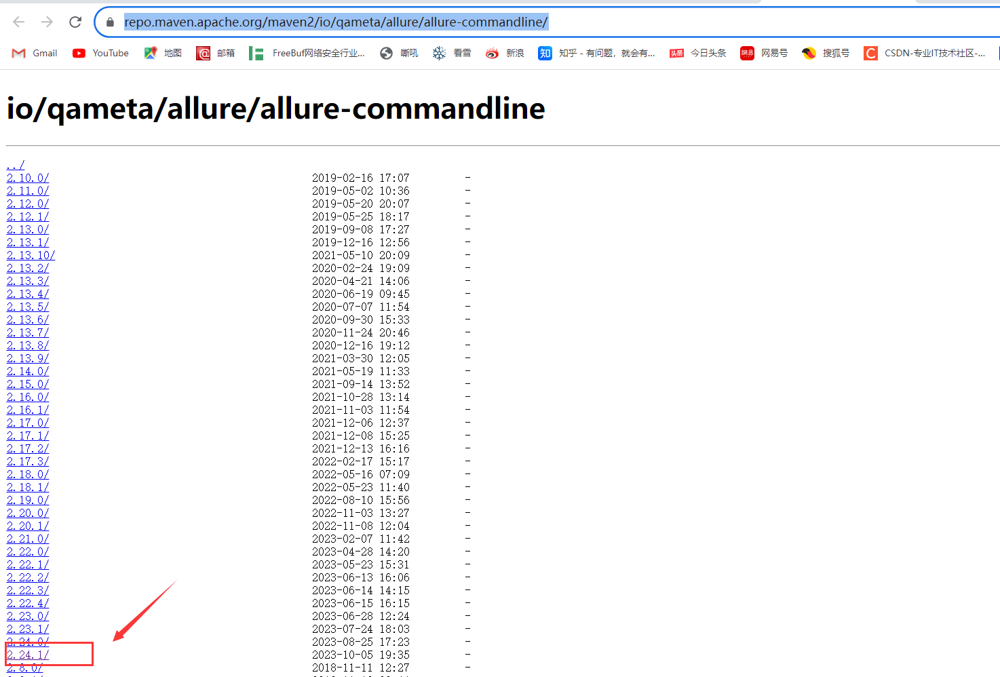 repo.maven.apache.org/maven2/io/qameta/allure/allure-commandline/
Gmail YouTube 地图 邮箱 FreeBuf网络安全行业... 嘶吼 看雪 新浪 知乎 - 有问题，就会有... 今日头条 网易号 搜狐号 CSDN-专业IT技术社区-...
io/qameta/allure/allure-commandline
../
2.10.0/ 2019-02-16 17:07 -
2.11.0/ 2019-05-02 10:36 -
2.12.0/ 2019-05-20 20:07 -
2.12.1/ 2019-05-25 18:17 -
2.13.0/ 2019-09-08 17:27 -
2.13.1/ 2019-12-16 12:56 -
2.13.10/ 2021-05-10 20:09 -
2.13.2/ 2020-02-24 19:09 -
2.13.3/ 2020-04-21 14:06 -
2.13.4/ 2020-06-19 09:45 -
2.13.5/ 2020-07-07 11:54 -
2.13.6/ 2020-09-30 15:33 -
2.13.7/ 2020-11-24 20:46 -
2.13.8/ 2020-12-16 19:12 -
2.13.9/ 2021-03-30 12:05 -
2.14.0/ 2021-05-19 11:33 -
2.15.0/ 2021-09-14 13:52 -
2.16.0/ 2021-10-28 13:14 -
2.16.1/ 2021-11-03 11:54 -
2.17.0/ 2021-12-06 12:37 -
2.17.1/ 2021-12-08 15:25 -
2.17.2/ 2021-12-13 16:16 -
2.17.3/ 2022-02-17 15:17 -
2.18.0/ 2022-05-16 07:09 -
2.18.1/ 2022-05-23 11:40 -
2.19.0/ 2022-08-10 15:56 -
2.20.0/ 2022-11-03 13:27 -
2.20.1/ 2022-11-08 12:04 -
2.21.0/ 2023-02-07 11:42 -
2.22.0/ 2023-04-28 14:20 -
2.22.1/ 2023-05-23 15:31 -
2.22.2/ 2023-06-13 16:06 -
2.22.3/ 2023-06-14 14:15 -
2.22.4/ 2023-06-15 16:15 -
2.23.0/ 2023-06-28 12:24 -
2.23.1/ 2023-07-24 18:03 -
2.24.0/ 2023-08-25 17:23 -
2.24.1/ 2023-10-05 19:35 -
2.8.0/ 2018-11-11 12:27 -